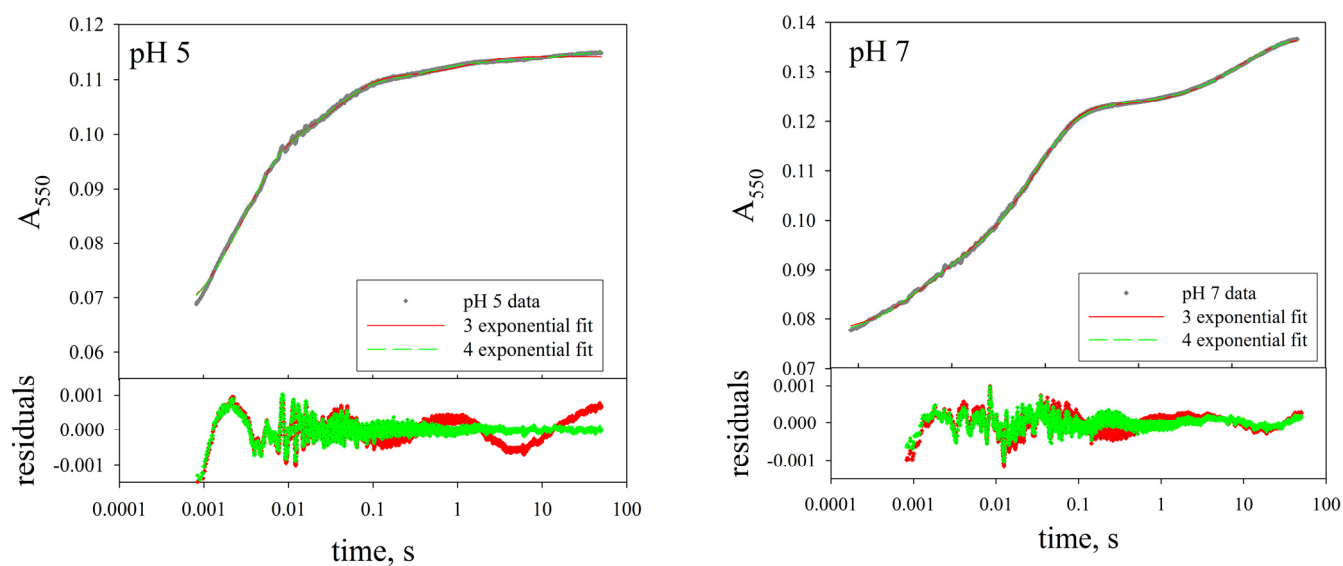 pH 5
0.12
0.11
0.10
0.09
0.08
0.07
0.06
A550
pH 5 data
3 exponential fit
4 exponential fit
residuals
0.001
0.000
-0.001
0.0001 0.001 0.01 0.1 1 10 100
time, s
pH 7
0.14
0.13
0.12
0.10
0.09
0.08
0.07
A550
pH 7 data
3 exponential fit
4 exponential fit
residuals
0.001
0.000
-0.001
0.0001 0.001 0.01 0.1 1 10 100
time, s